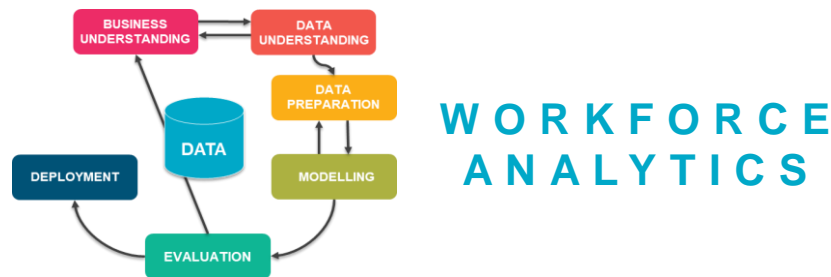 BUSINESS
UNDERSTANDING
DATA
UNDERSTANDING
DATA
PREPARATION
DATA
MODELLING
DEPLOYMENT
EVALUATION
WORKFORCE
ANALYTICS